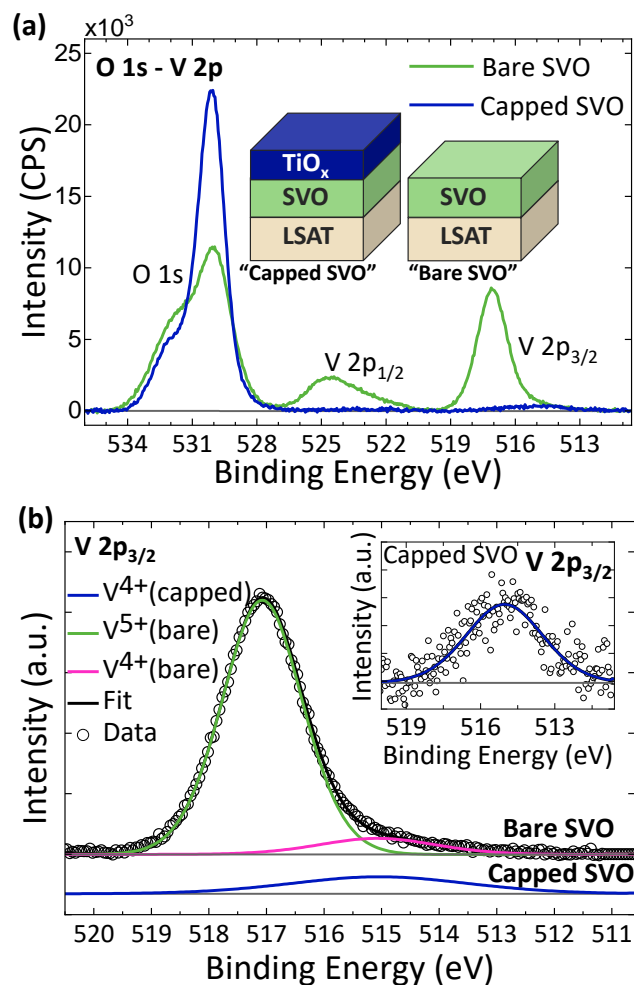 (a)
×10³
O 1s - V 2p
Bare SVO
Capped SVO
TiOₓ
SVO
LSAT
"Capped SVO"
SVO
LSAT
"Bare SVO"
O 1s
V 2p₁/₂
V 2p₃/₂
25
20
15
10
5
0
Intensity (CPS)
534 531 528 525 522 519 516 513
Binding Energy (eV)
(b)
V 2p₃/₂
V⁴⁺(capped)
V⁵⁺(bare)
V⁴⁺(bare)
Fit
Data
Intensity (a.u.)
Capped SVO
V 2p₃/₂
Intensity (a.u.)
519 517 515 513
Binding Energy (eV)
Bare SVO
Capped SVO
520 519 518 517 516 515 514 513 512 511
Binding Energy (eV)